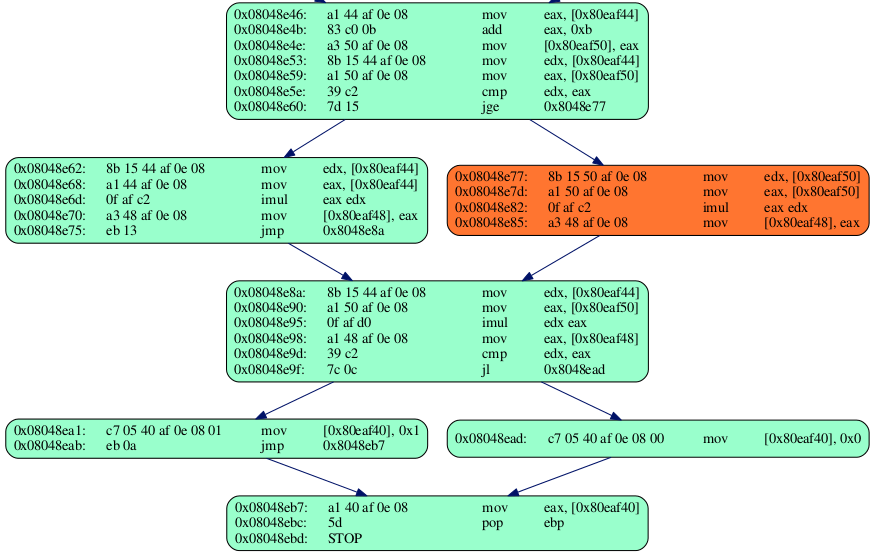 0x08048e46: a1 44 af 0e 08 mov eax, [0x80eaf44]
0x08048e4b: 83 c0 0b add eax, 0xb
0x08048e4e: a3 50 af 0e 08 mov [0x80eaf50], eax
0x08048e53: 8b 15 44 af 0e 08 mov edx, [0x80eaf44]
0x08048e59: a1 50 af 0e 08 mov eax, [0x80eaf50]
0x08048e5e: 39 c2 cmp edx, eax
0x08048e60: 7d 15 jge 0x8048e77
0x08048e62: 8b 15 44 af 0e 08 mov edx, [0x80eaf44]
0x08048e68: a1 44 af 0e 08 mov eax, [0x80eaf44]
0x08048e6d: 0f af c2 imul eax edx
0x08048e70: a3 48 af 0e 08 mov [0x80eaf48], eax
0x08048e75: eb 13 jmp 0x8048e8a
0x08048e77: 8b 15 50 af 0e 08 mov edx, [0x80eaf50]
0x08048e7d: a1 50 af 0e 08 mov eax, [0x80eaf50]
0x08048e82: 0f af c2 imul eax edx
0x08048e85: a3 48 af 0e 08 mov [0x80eaf48], eax
0x08048e8a: 8b 15 44 af 0e 08 mov edx, [0x80eaf44]
0x08048e90: a1 50 af 0e 08 mov eax, [0x80eaf50]
0x08048e95: 0f af d0 imul edx eax
0x08048e98: a1 48 af 0e 08 mov eax, [0x80eaf48]
0x08048e9d: 39 c2 cmp edx, eax
0x08048e9f: 7c 0c jl 0x8048ead
0x08048ea1: c7 05 40 af 0e 08 01 mov [0x80eaf40], 0x1
0x08048eab: eb 0a jmp 0x8048eb7
0x08048ead: c7 05 40 af 0e 08 00 mov [0x80eaf40], 0x0
0x08048eb7: a1 40 af 0e 08 mov eax, [0x80eaf40]
0x08048ebc: 5d pop ebp
0x08048ebd: STOP